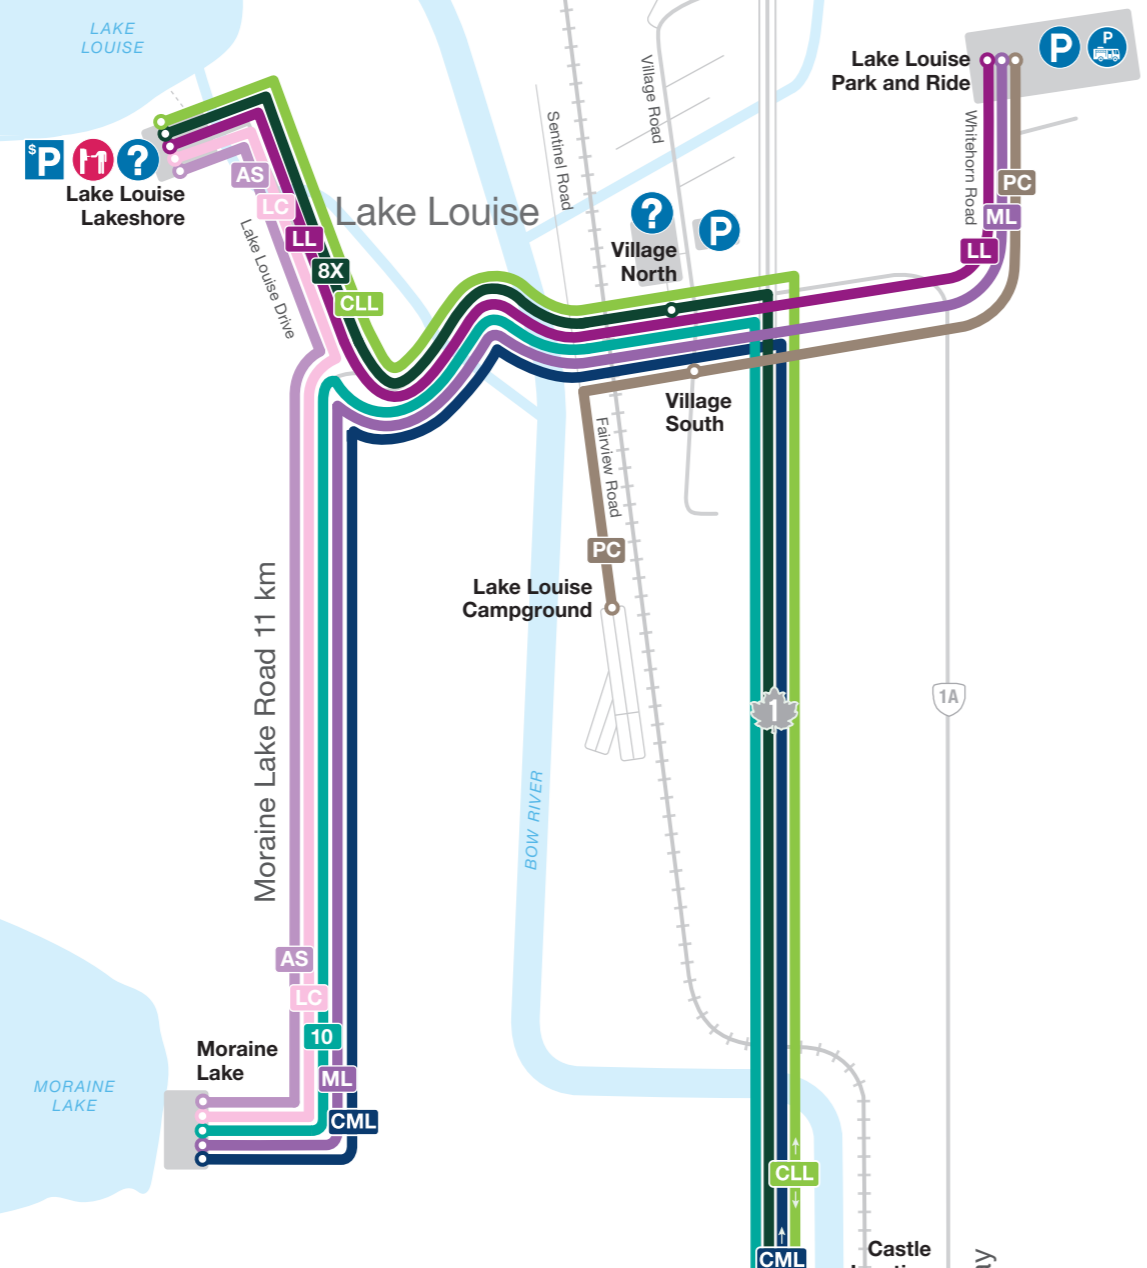 LAKE
LOUISE
Lake Louise
Park and Ride
P
P
Village Road
Sentinel Road
Whitehorn Road
$P
?
Lake Louise
Lakeshore
AS
LC
LL
8X
CLL
Lake Louise Drive
Lake Louise
?
P
Village
North
PC
ML
LL
Village
South
Fairview Road
PC
Lake Louise
Campground
Moraine Lake Road 11 km
1
1A
BOW RIVER
AS
LC
10
ML
CML
Moraine
Lake
MORAINE
LAKE
CLL
CML
Castle